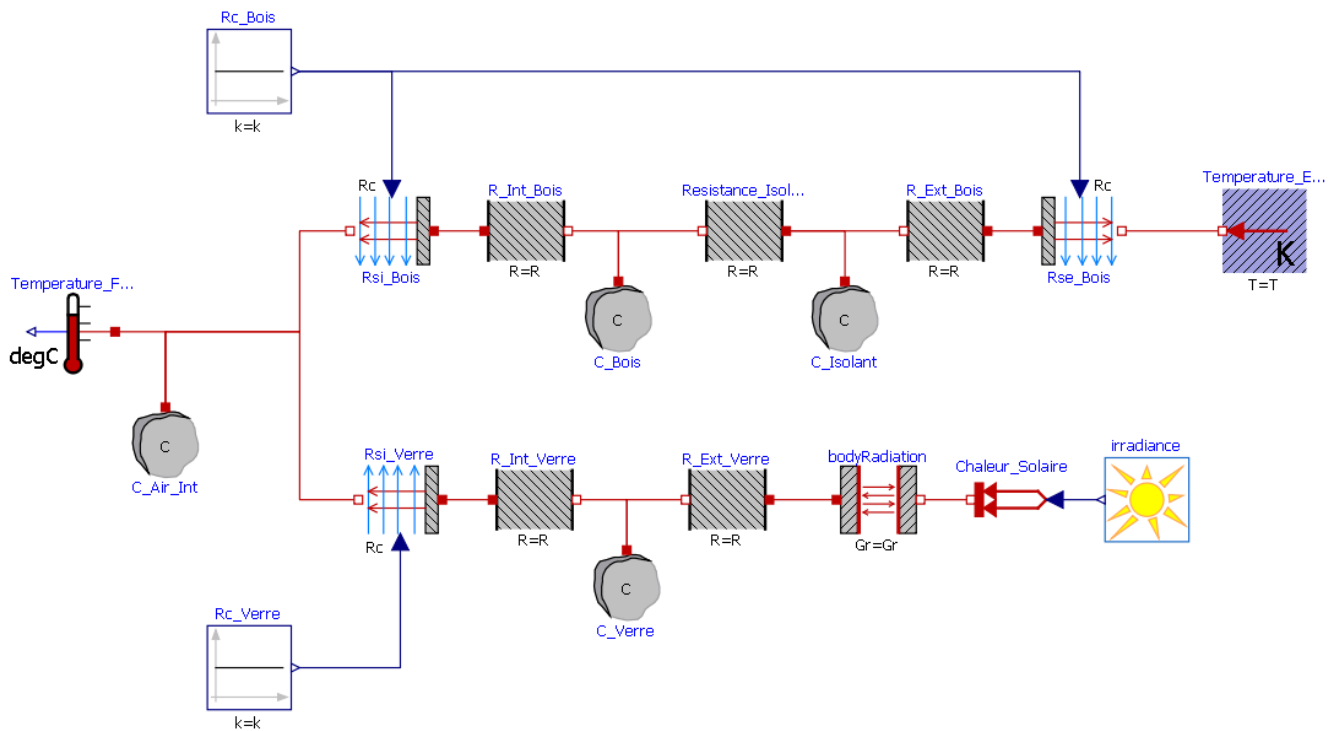 Rc_Bois
k=k
Rc
Rsi_Bois
R_Int_Bois
R=R
Resistance_Isol...
R=R
R_Ext_Bois
R=R
Rc
Rse_Bois
Temperature_E...
K
T=T
Temperature_F...
degC
C
C_Bois
C
C_Isolant
C
C_Air_Int
Rsi_Verre
Rc
R_Int_Verre
R=R
R_Ext_Verre
R=R
bodyRadiation
Gr=Gr
Chaleur_Solaire
irradiance
C
C_Verre
Rc_Verre
k=k